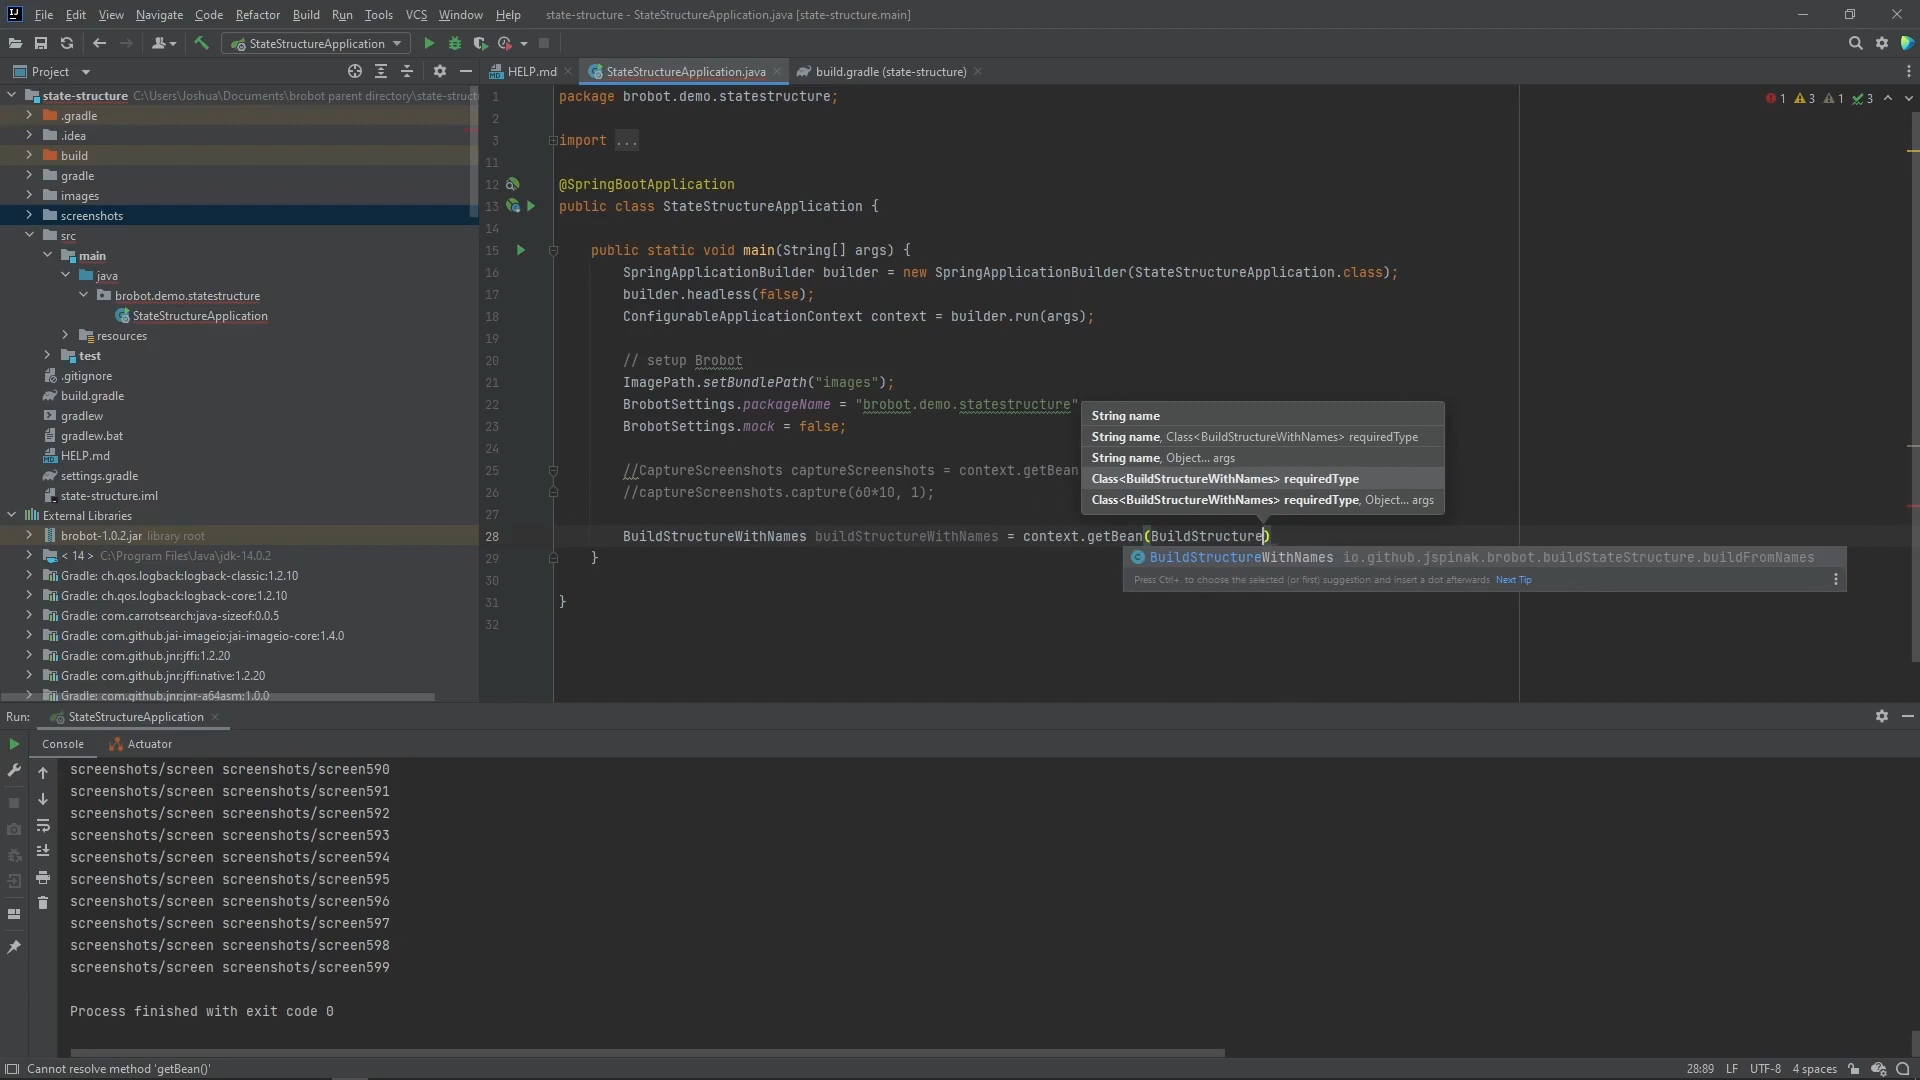 File Edit View Navigate Code Refactor Build Run Tools VCS Window Help state-structure - StateStructureApplication.java [state-structure.main]
StateStructureApplication
Project
HELP.md StateStructureApplication.java build.gradle (state-structure)
state-structure C:\Users\Joshua\Documents\brobot parent directory\state-struct
.gradle
.idea
build
gradle
images
screenshots
src
main
java
brobot.demo.statestructure
StateStructureApplication
resources
test
.gitignore
build.gradle
gradlew
gradlew.bat
HELP.md
settings.gradle
state-structure.iml
External Libraries
brobot-1.0.2.jar library root
< 14 > C:\Program Files\Java\jdk-14.0.2
Gradle: ch.qos.logback:logback-classic:1.2.10
Gradle: ch.qos.logback:logback-core:1.2.10
Gradle: com.carrotsearch:java-sizeof:0.0.5
Gradle: com.github.jai-imageio:jai-imageio-core:1.4.0
Gradle: com.github.jnr:jffi:1.2.20
Gradle: com.github.jnr:jffi:native:1.2.20
Gradle: com.github.jnr:jnr-a64asm:1.0.0
1 package brobot.demo.statestructure;
1 3 1 3
2
3 import ...
11
12 @SpringBootApplication
13 public class StateStructureApplication {
14
15 public static void main(String[] args) {
16 SpringApplicationBuilder builder = new SpringApplicationBuilder(StateStructureApplication.class);
17 builder.headless(false);
18 ConfigurableApplicationContext context = builder.run(args);
19
20 // setup Brobot
21 ImagePath.setBundlePath("images");
22 BrobotSettings.packageName = "brobot.demo.statestructure"
23 BrobotSettings.mock = false;
24
25 //CaptureScreenshots captureScreenshots = context.getBean
26 //captureScreenshots.capture(60*10, 1);
27
28 BuildStructureWithNames buildStructureWithNames = context.getBean(BuildStructure)
29 }
30
31 }
32
String name
String name, Class<BuildStructureWithNames> requiredType
String name, Object... args
Class<BuildStructureWithNames> requiredType
Class<BuildStructureWithNames> requiredType, Object... args
BuildStructureWithNames io.github.jspinak.brobot.buildStateStructure.buildFromNames
Press Ctrl+. to choose the selected (or first) suggestion and insert a dot afterwards Next Tip
Run: StateStructureApplication
Console Actuator
screenshots/screen screenshots/screen590
screenshots/screen screenshots/screen591
screenshots/screen screenshots/screen592
screenshots/screen screenshots/screen593
screenshots/screen screenshots/screen594
screenshots/screen screenshots/screen595
screenshots/screen screenshots/screen596
screenshots/screen screenshots/screen597
screenshots/screen screenshots/screen598
screenshots/screen screenshots/screen599
Process finished with exit code 0
Cannot resolve method 'getBean()' 28:89 LF UTF-8 4 spaces